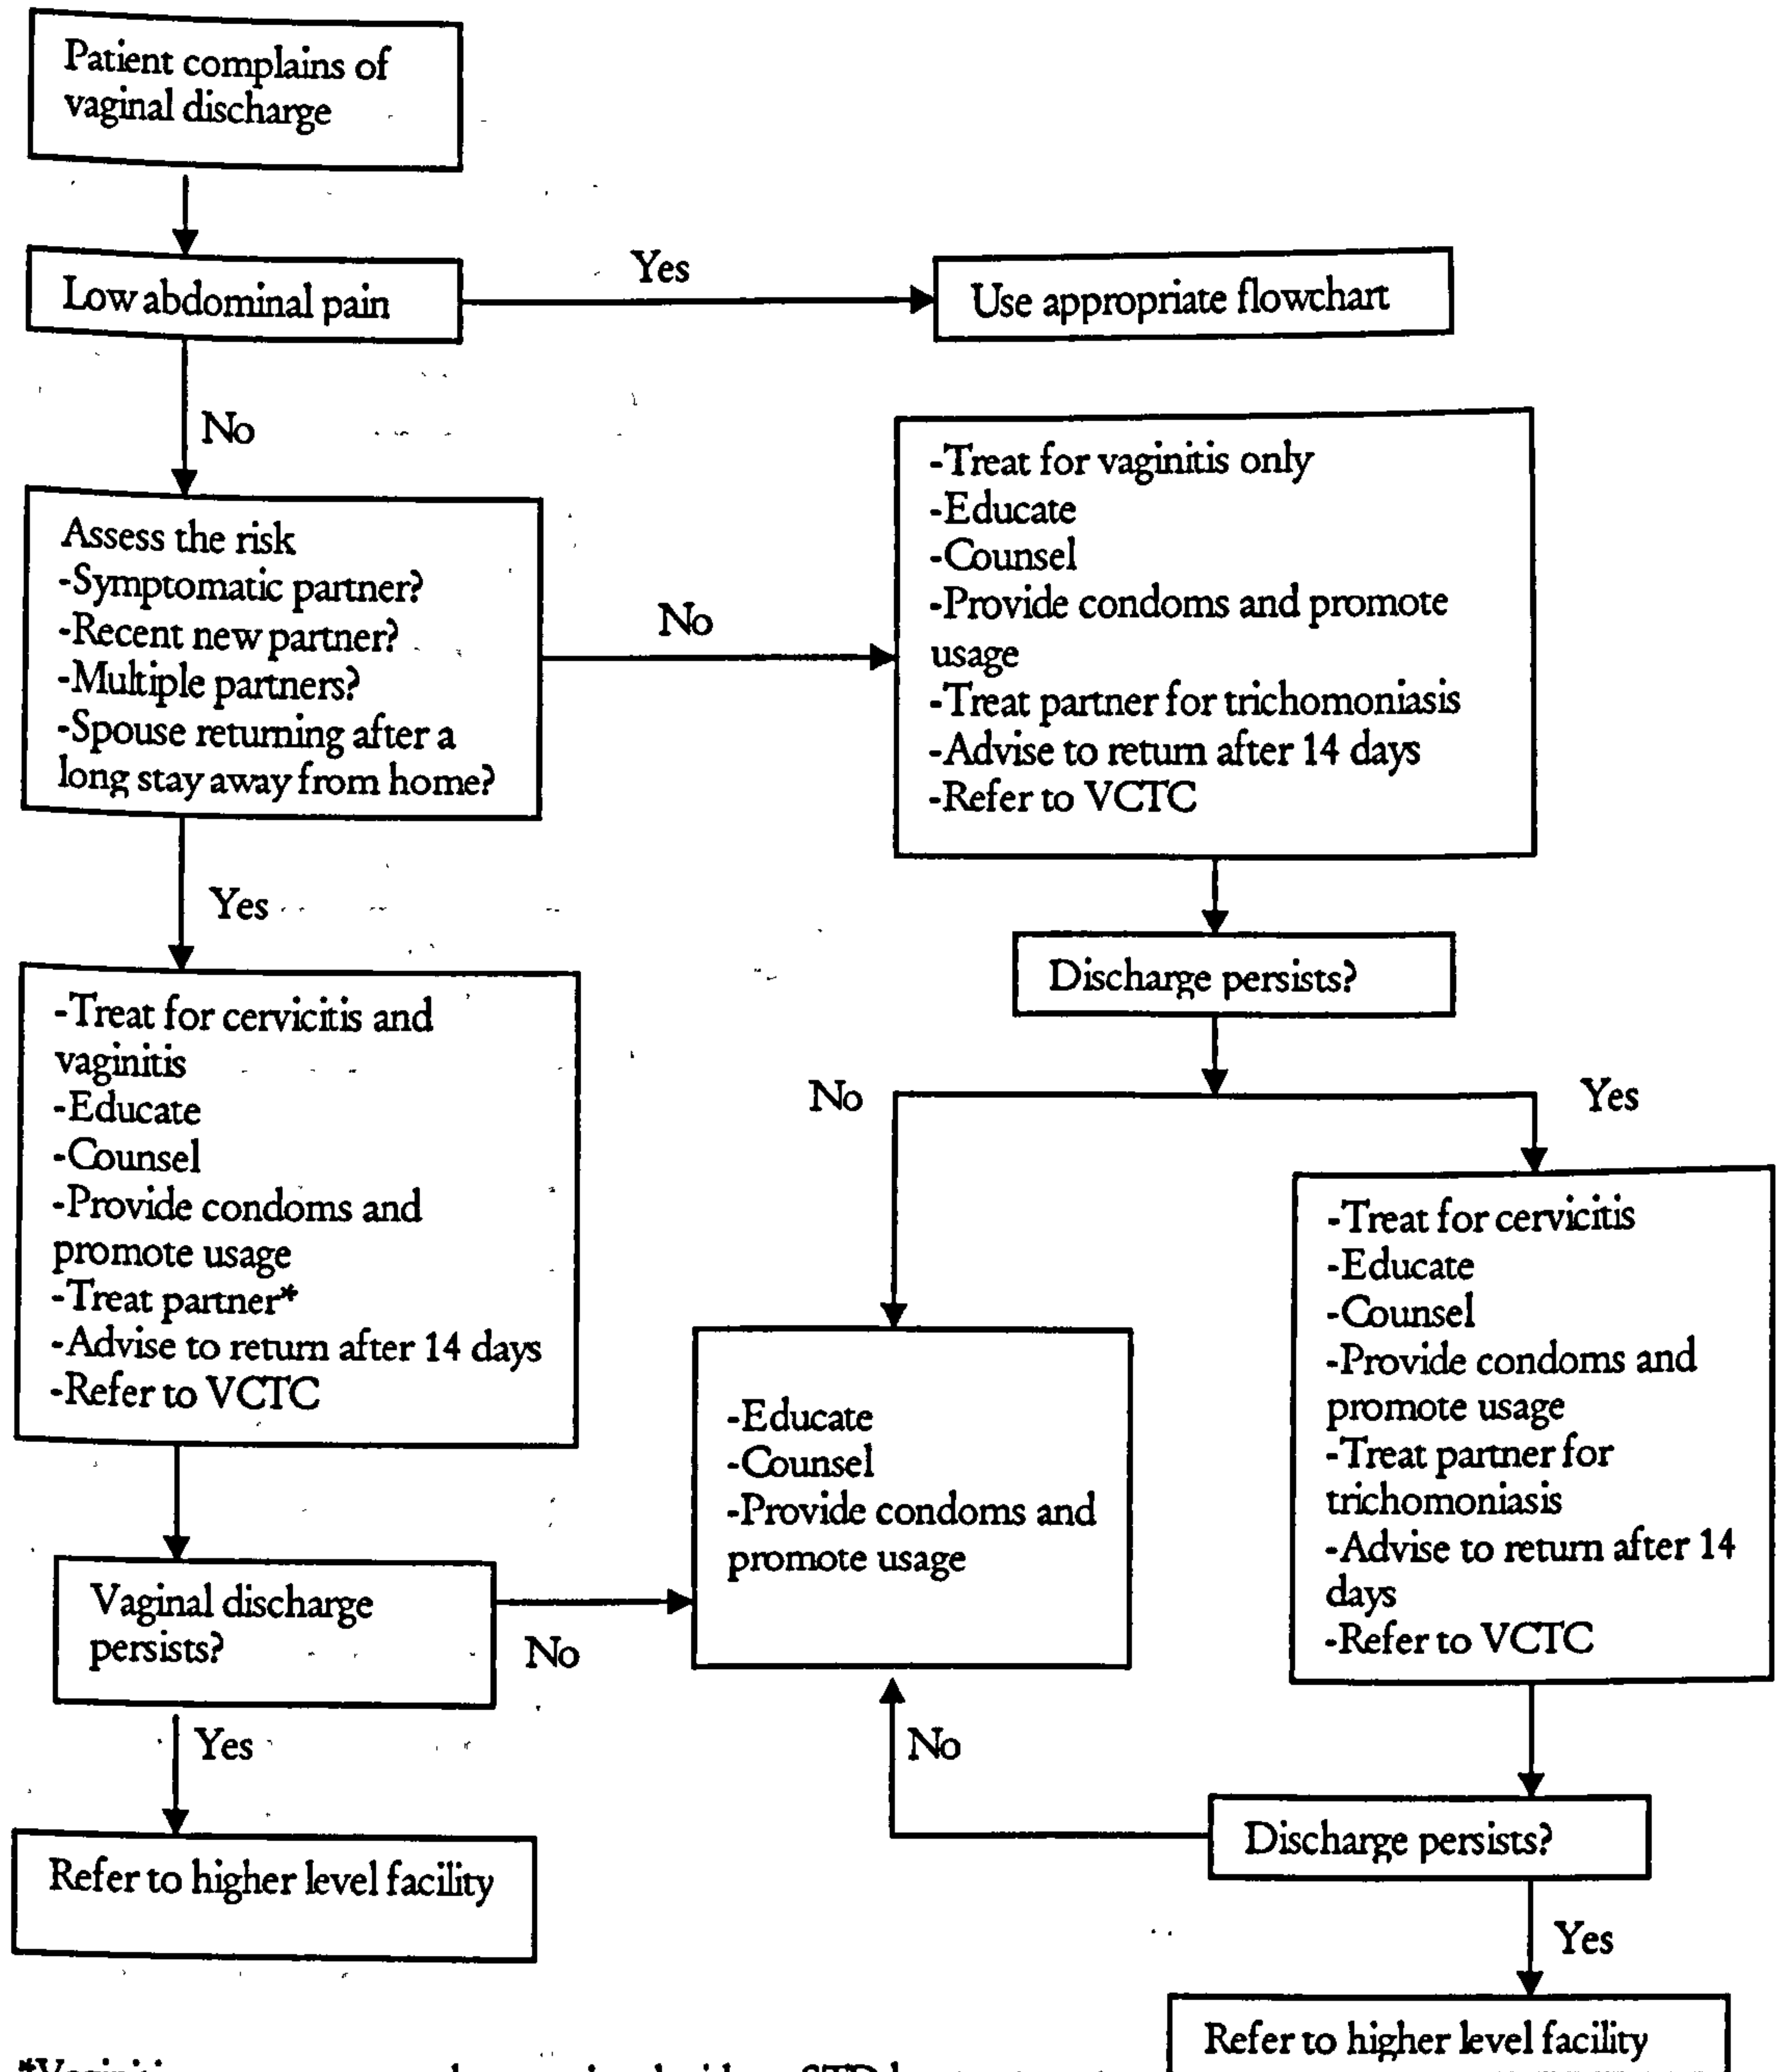 Patient complains of
vaginal discharge
Low abdominal pain
Yes
Use appropriate flowchart
No
Assess the risk
-Symptomatic partner?
-Recent new partner?
-Multiple partners?
-Spouse returning after a
long stay away from home?
No
-Treat for vaginitis only
-Educate
-Counsel
-Provide condoms and promote
usage
-Treat partner for trichomoniasis
-Advise to return after 14 days
-Refer to VCTC
Yes
Discharge persists?
No
Yes
-Treat for cervicitis and
vaginitis
-Educate
-Counsel
-Provide condoms and
promote usage
-Treat partner*
-Advise to return after 14 days
-Refer to VCTC
-Educate
-Counsel
-Provide condoms and
promote usage
-Treat for cervicitis
-Educate
-Counsel
-Provide condoms and
promote usage
-Treat partner for
trichomoniasis
-Advise to return after 14
days
-Refer to VCTC
Vaginal discharge
persists?
No
Yes
Refer to higher level facility
No
Discharge persists?
Yes
Refer to higher level facility